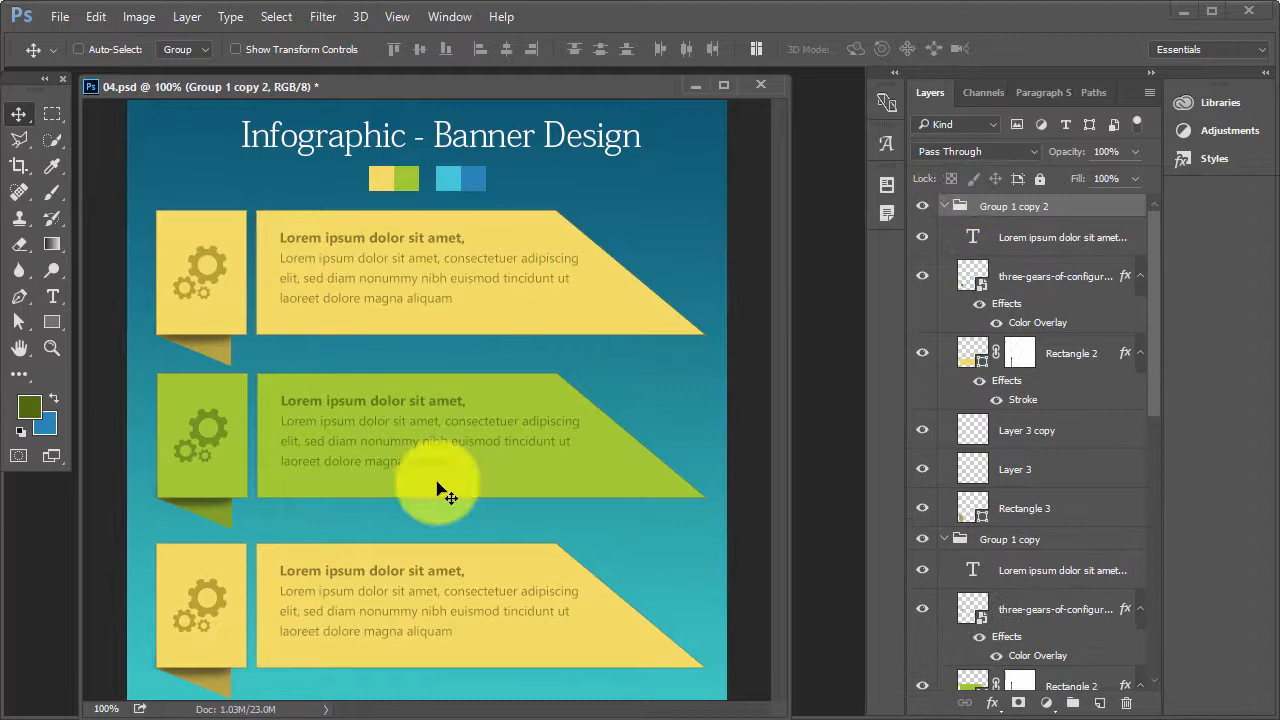 Ps File Edit Image Layer Type Select Filter 3D View Window Help
Auto-Select: Group Show Transform Controls 3D Mode: Essentials
Ps 04.psd @ 100% (Group 1 copy 2, RGB/8) *
Infographic - Banner Design
Lorem ipsum dolor sit amet,
Lorem ipsum dolor sit amet, consectetuer adipiscing
elit, sed diam nonummy nibh euismod tincidunt ut
laoreet dolore magna aliquam
Lorem ipsum dolor sit amet,
Lorem ipsum dolor sit amet, consectetuer adipiscing
elit, sed diam nonummy nibh euismod tincidunt ut
laoreet dolore magna
Lorem ipsum dolor sit amet,
Lorem ipsum dolor sit amet, consectetuer adipiscing
elit, sed diam nonummy nibh euismod tincidunt ut
laoreet dolore magna aliquam
100% Doc: 1.03M/23.0M
Layers Channels Paragraph S Paths
Kind
Pass Through Opacity: 100%
Lock: Fill: 100%
Group 1 copy 2
T Lorem ipsum dolor sit amet...
three-gears-of-configur... fx
Effects
Color Overlay
Rectangle 2 fx
Effects
Stroke
Layer 3 copy
Layer 3
Rectangle 3
Group 1 copy
T Lorem ipsum dolor sit amet...
three-gears-of-configur... fx
Effects
Color Overlay
Rectangle 2 fx
fx
Libraries
Adjustments
Styles